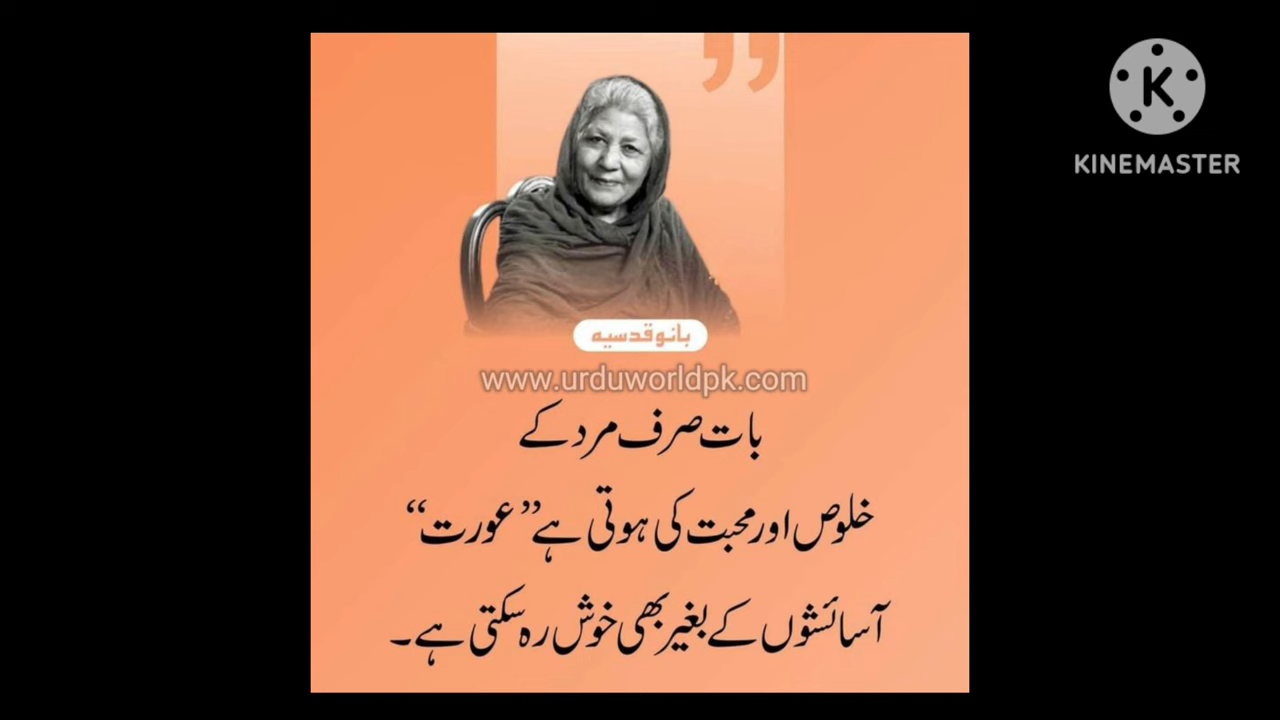 KINEMASTER
بانو قدسیہ
www.urduworldpk.com
بات صرف مرد کے
خلوص اور محبت کی ہوتی ہے ”عورت“
آسائشوں کے بغیر بھی خوش رہ سکتی ہے۔